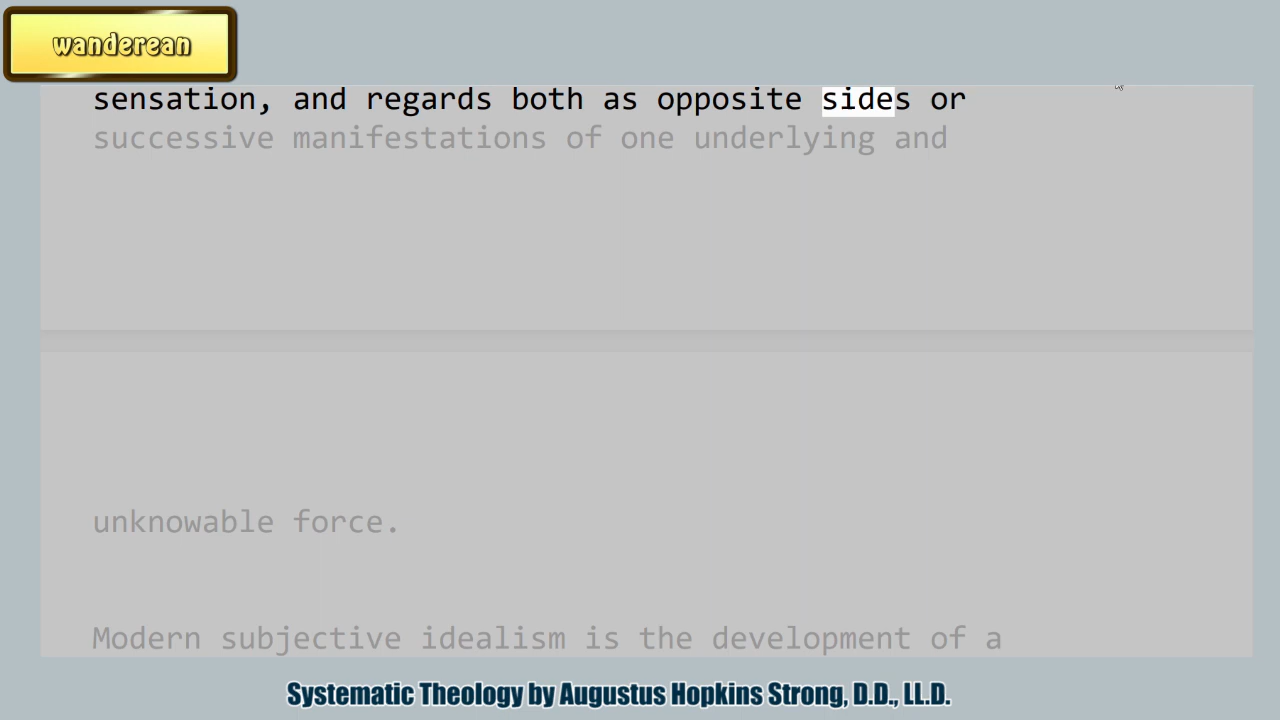 wanderean
sensation, and regards both as opposite sides or
successive manifestations of one underlying and
unknowable force.
Modern subjective idealism is the development of a
Systematic Theology by Augustus Hopkins Strong, D.D., LL.D.